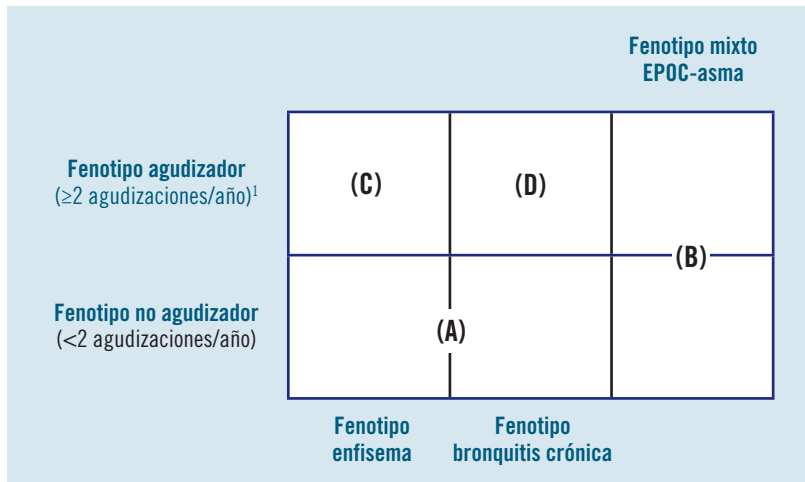 Fenotipo mixto
EPOC-asma
Fenotipo agudizador
(≥2 agudizaciones/año)¹
(C)
(D)
(B)
Fenotipo no agudizador
(<2 agudizaciones/año)
(A)
Fenotipo
enfisema
Fenotipo
bronquitis crónica